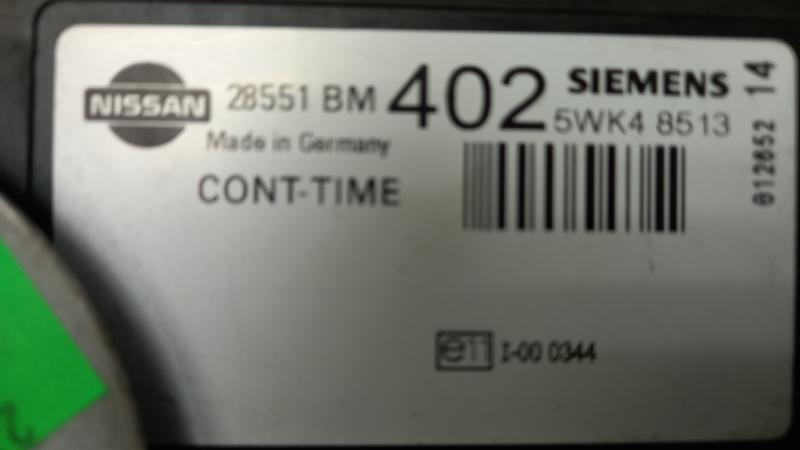 NISSAN 28551 BM 402 SIEMENS
5WK4 8513
Made in Germany
CONT-TIME
012652 14
e11 I-00 0344